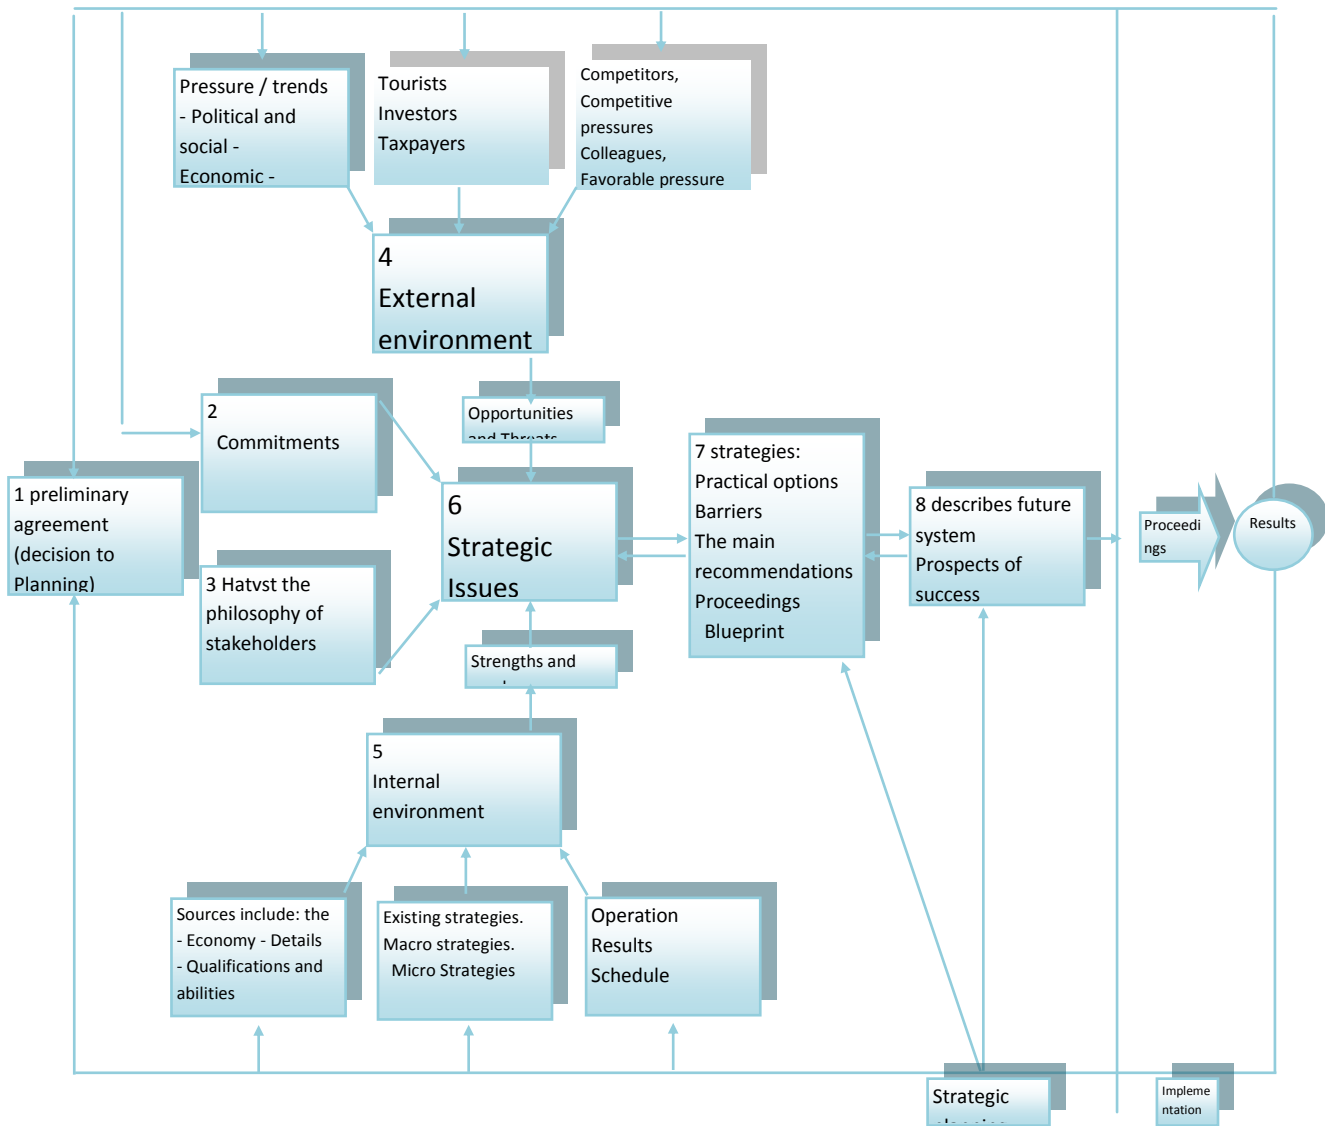 Pressure / trends
- Political and
social -
Economic -
Tourists
Investors
Taxpayers
Competitors,
Competitive
pressures
Colleagues,
Favorable pressure
4
External
environment
2
Commitments
Opportunities
and Threats
1 preliminary
agreement
(decision to
Planning)
3 Hatvst the
philosophy of
stakeholders
6
Strategic
Issues
7 strategies:
Practical options
Barriers
The main
recommendations
Proceedings
Blueprint
8 describes future
system
Prospects of
success
Proceedi
ngs
Results
Strengths and
5
Internal
environment
Sources include: the
- Economy - Details
- Qualifications and
abilities
Existing strategies.
Macro strategies.
Micro Strategies
Operation
Results
Schedule
Strategic
planning
Impleme
ntation